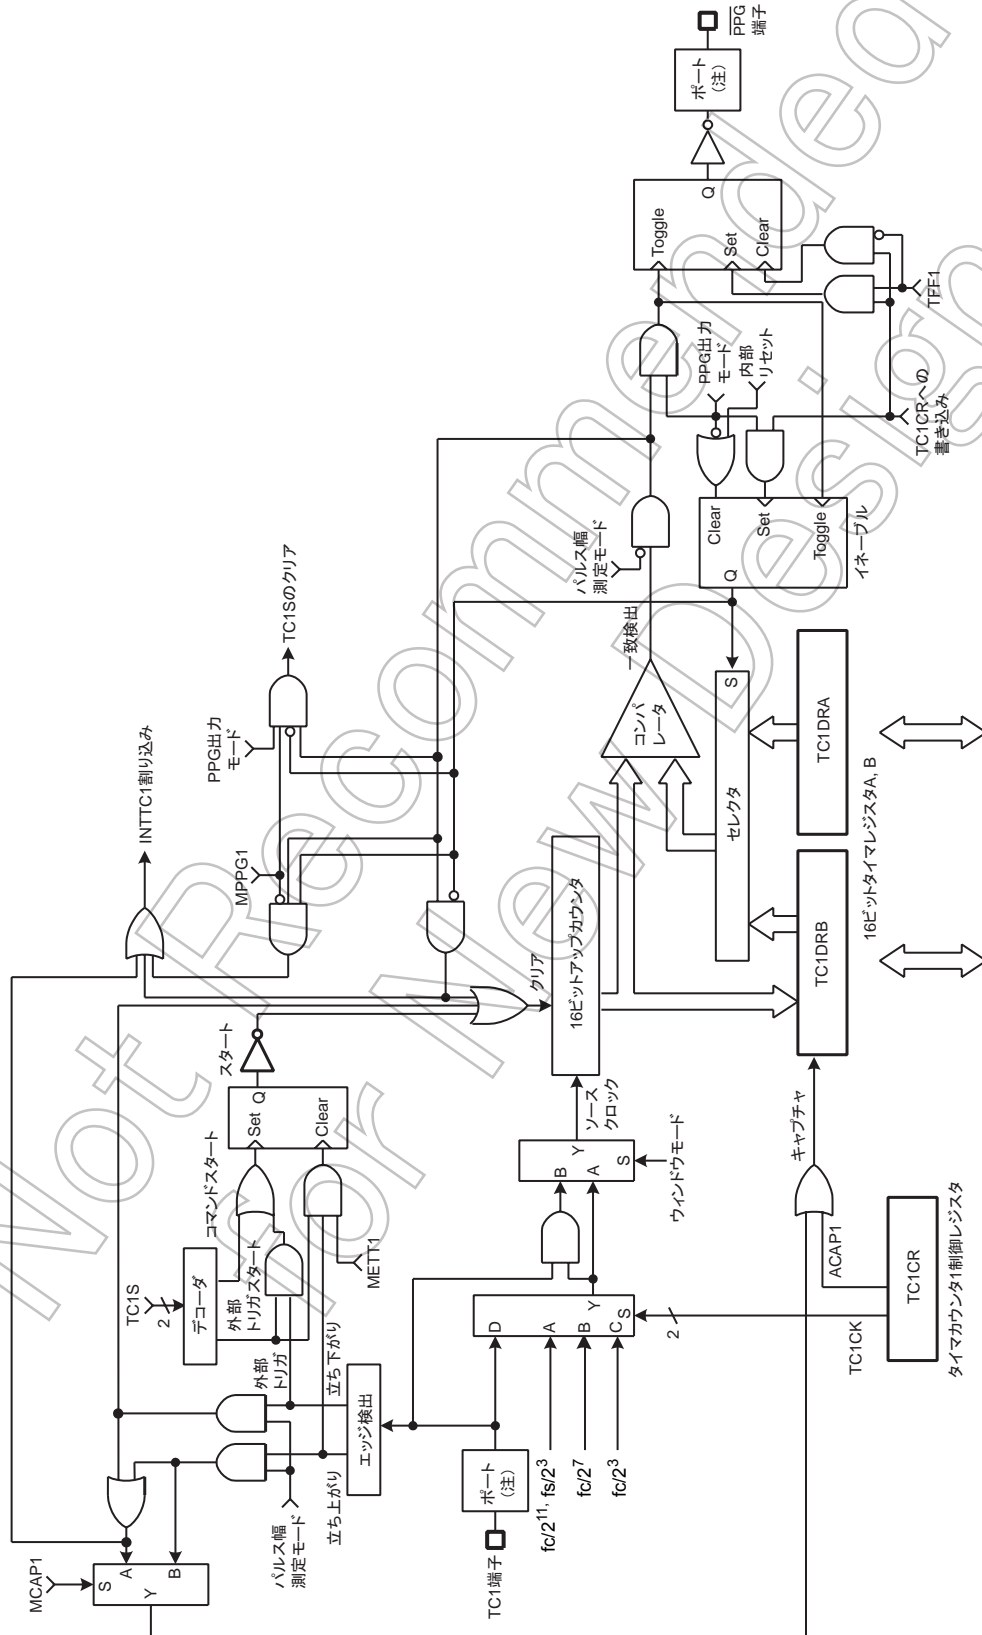 MCAP1
S
A
B
Y
パルス幅
測定モード
立ち上がり
立ち下がり
エッジ検出
外部
トリガ
TC1S
2
デコーダ
外部
トリガスタート
コマンドスタート
METT1
Set
Q
Clear
スタート
TC1端子
ポート
(注)
fc/2¹¹, fs/2³
fc/2⁷
fc/2³
D
A
B
C
Y
S
2
TC1CK
B
A
Y
S
ウィンドウモード
ソース
クロック
クリア
16ビットアップカウンタ
INTTC1割り込み
MPPG1
PPG出力
モード
TC1Sのクリア
TC1CR
タイマカウンタ1制御レジスタ
ACAP1
キャプチャ
TC1DRB
TC1DRA
16ビットタイマレジスタA, B
セレクタ
S
コンパ
レータ
一致検出
パルス幅
測定モード
Q
Clear
Set
Toggle
イネーブル
PPG出力
モード
内部
リセット
TC1CRへの
書き込み
TFF1
Toggle
Set
Clear
Q
ポート
(注)
PPG
端子
Not Recommended
for New Design